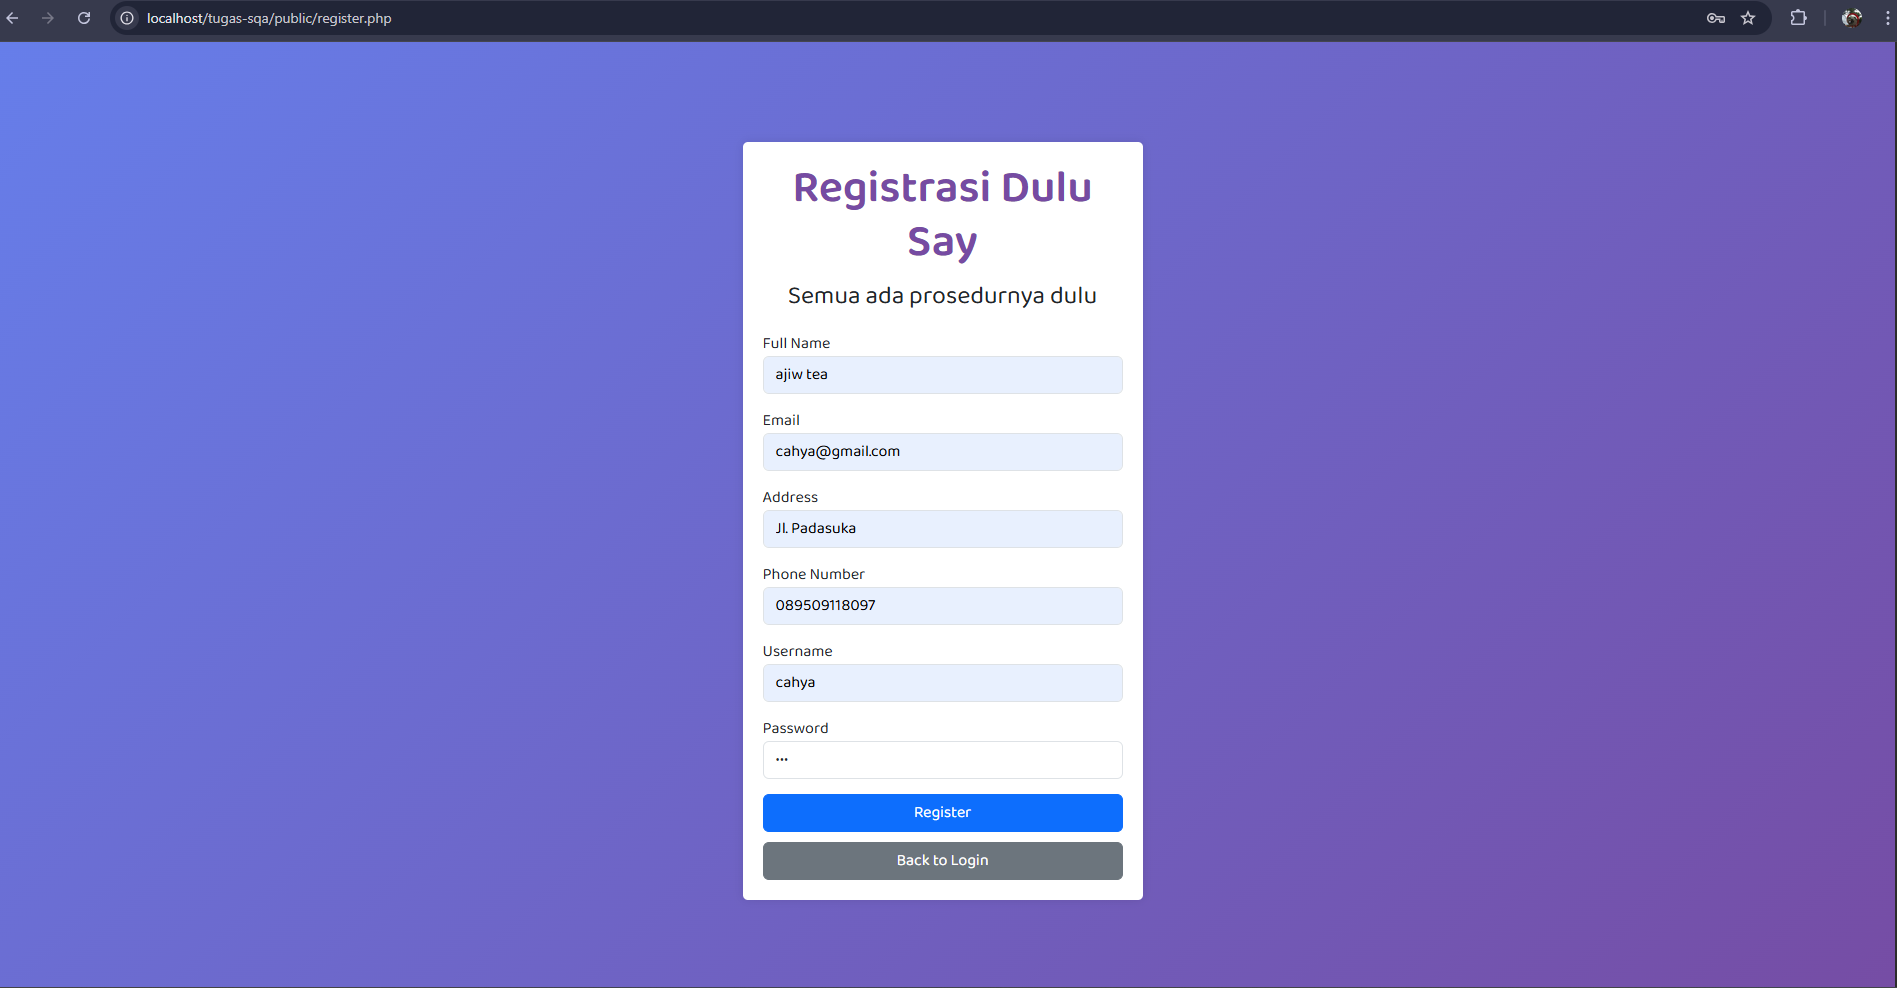 localhost/tugas-sqa/public/register.php
Registrasi Dulu
Say
Semua ada prosedurnya dulu
Full Name
ajiw tea
Email
cahya@gmail.com
Address
Jl. Padasuka
Phone Number
089509118097
Username
cahya
Password
•••
Register
Back to Login